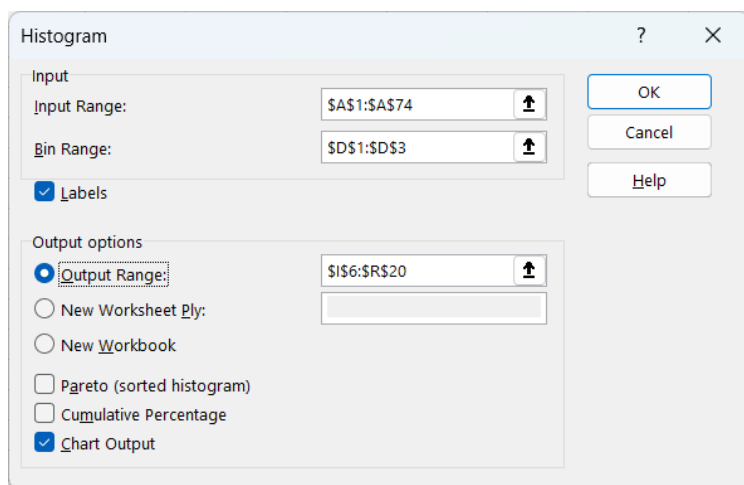 Histogram
?
Input
Input Range:
$A$1:$A$74
Bin Range:
$D$1:$D$3
Labels
OK
Cancel
Help
Output options
Output Range:
$I$6:$R$20
New Worksheet Ply:
New Workbook
Pareto (sorted histogram)
Cumulative Percentage
Chart Output